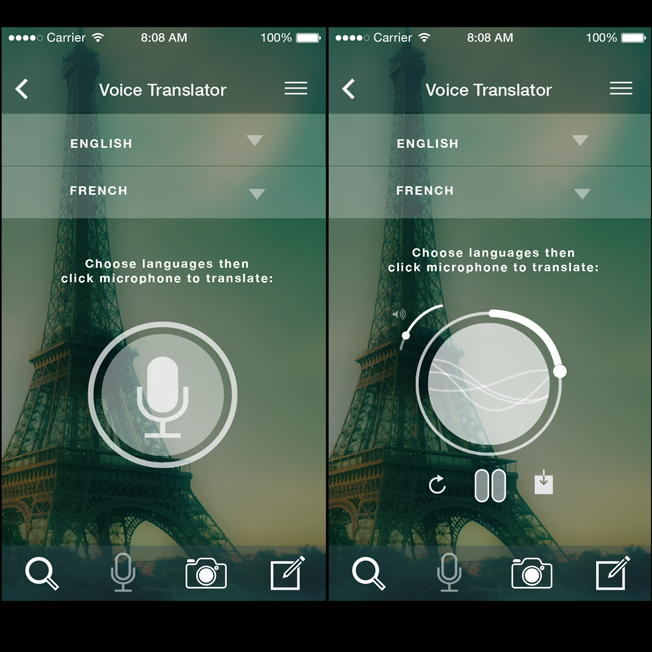 Carrier 8:08 AM 100%
Voice Translator
ENGLISH
FRENCH
Choose languages then
click microphone to translate:
Carrier 8:08 AM 100%
Voice Translator
ENGLISH
FRENCH
Choose languages then
click microphone to translate: